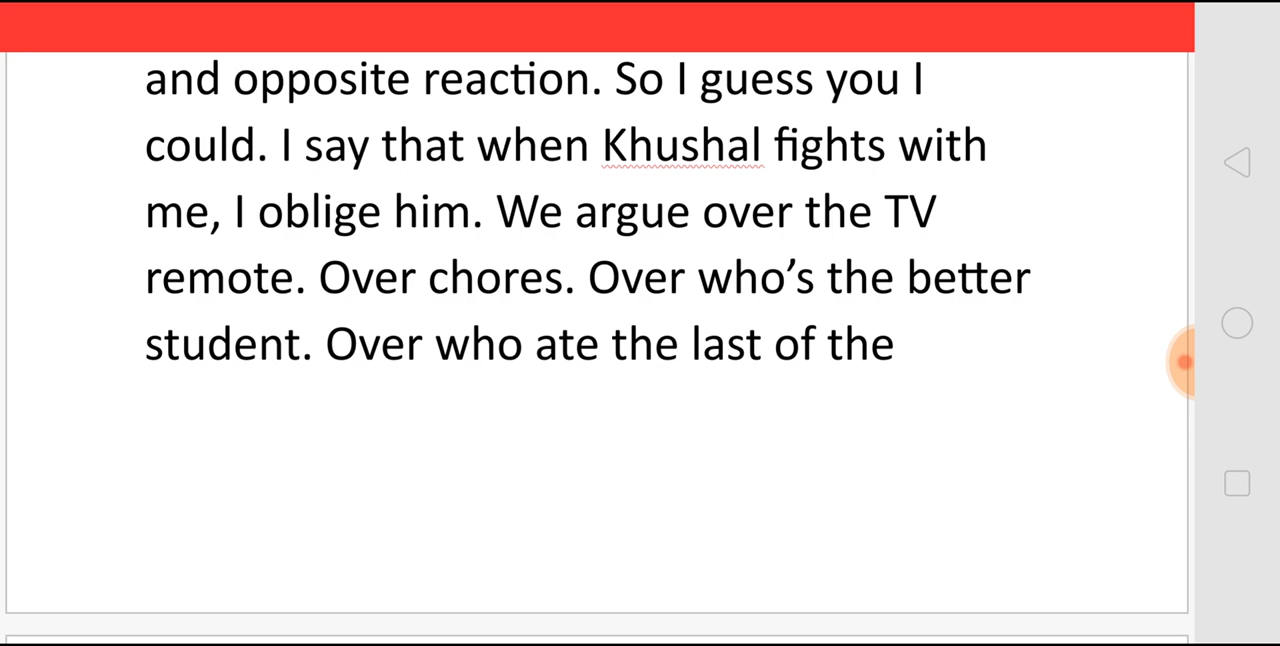 and opposite reaction. So I guess you I
could. I say that when Khushal fights with
me, I oblige him. We argue over the TV
remote. Over chores. Over who’s the better
student. Over who ate the last of the